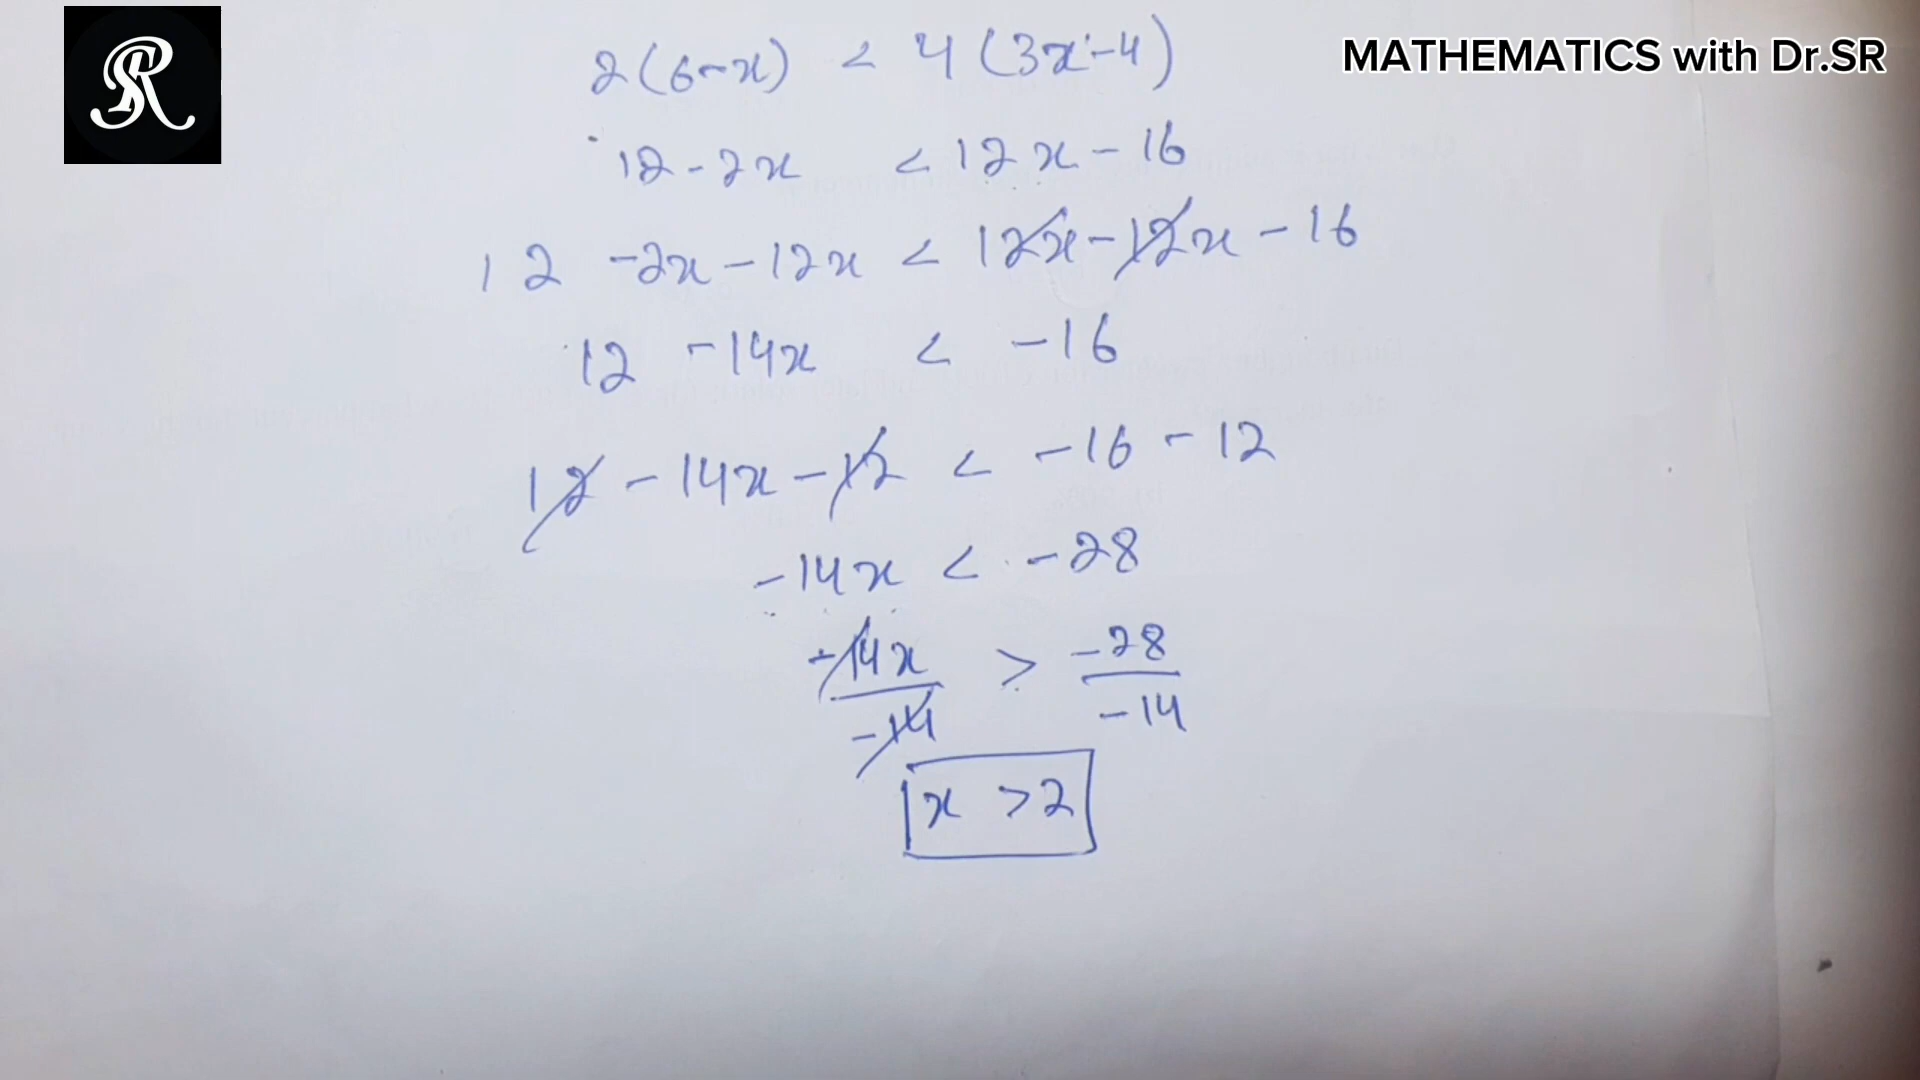 SR
MATHEMATICS with Dr.SR
2(6-x) < 4(3x-4)
12-2x < 12x-16
12 -2x-12x < 12x-12x-16
12 -14x < -16
12-14x-12 < -16-12
-14x < -28
-14x/-14 > -28/-14
x >2